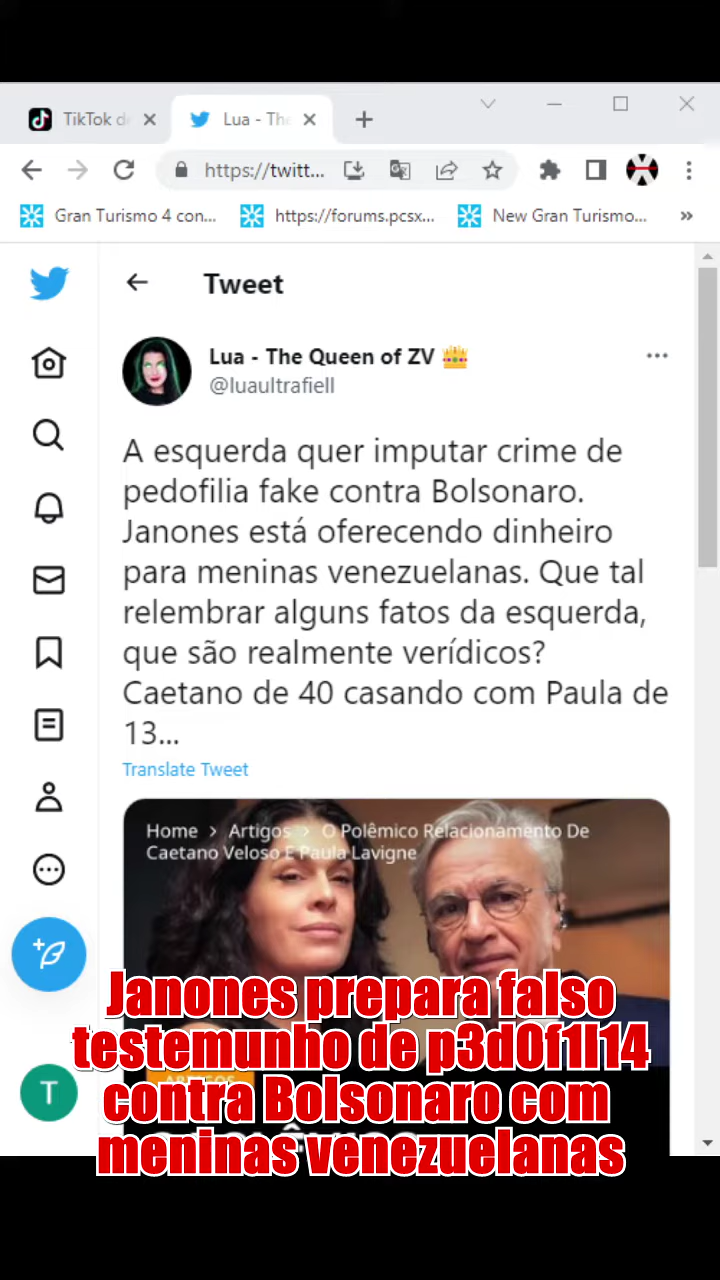 TikTok de
Lua - The
https://twitt...
Gran Turismo 4 con...
https://forums.pcsx...
New Gran Turismo...
Tweet
Lua - The Queen of ZV 👑
@luaultrafiell
A esquerda quer imputar crime de
pedofilia fake contra Bolsonaro.
Janones está oferecendo dinheiro
para meninas venezuelanas. Que tal
relembrar alguns fatos da esquerda,
que são realmente verídicos?
Caetano de 40 casando com Paula de
13...
Translate Tweet
Home > Artigos > O Polêmico Relacionamento De
Caetano Veloso E Paula Lavigne
ARTIGOS
Janones prepara falso
testemunho de p3d0f1l14
contra Bolsonaro com
meninas venezuelanas
T